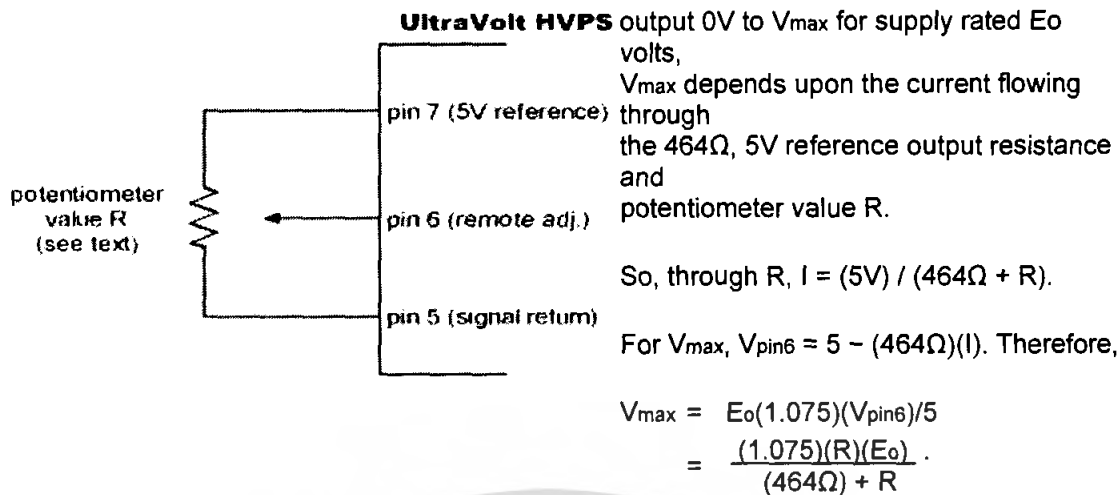 UltraVolt HVPS output 0V to Vmax for supply rated Eo
volts,
Vmax depends upon the current flowing
pin 7 (5V reference) through
the 464Ω, 5V reference output resistance
and
potentiometer
value R
(see text)
pin 6 (remote adj.) potentiometer value R.
So, through R, I = (5V) / (464Ω + R).
pin 5 (signal return)
For Vmax, Vpin6 = 5 − (464Ω)(I). Therefore,
Vmax = Eo(1.075)(Vpin6)/5
= (1.075)(R)(Eo) .
(464Ω) + R